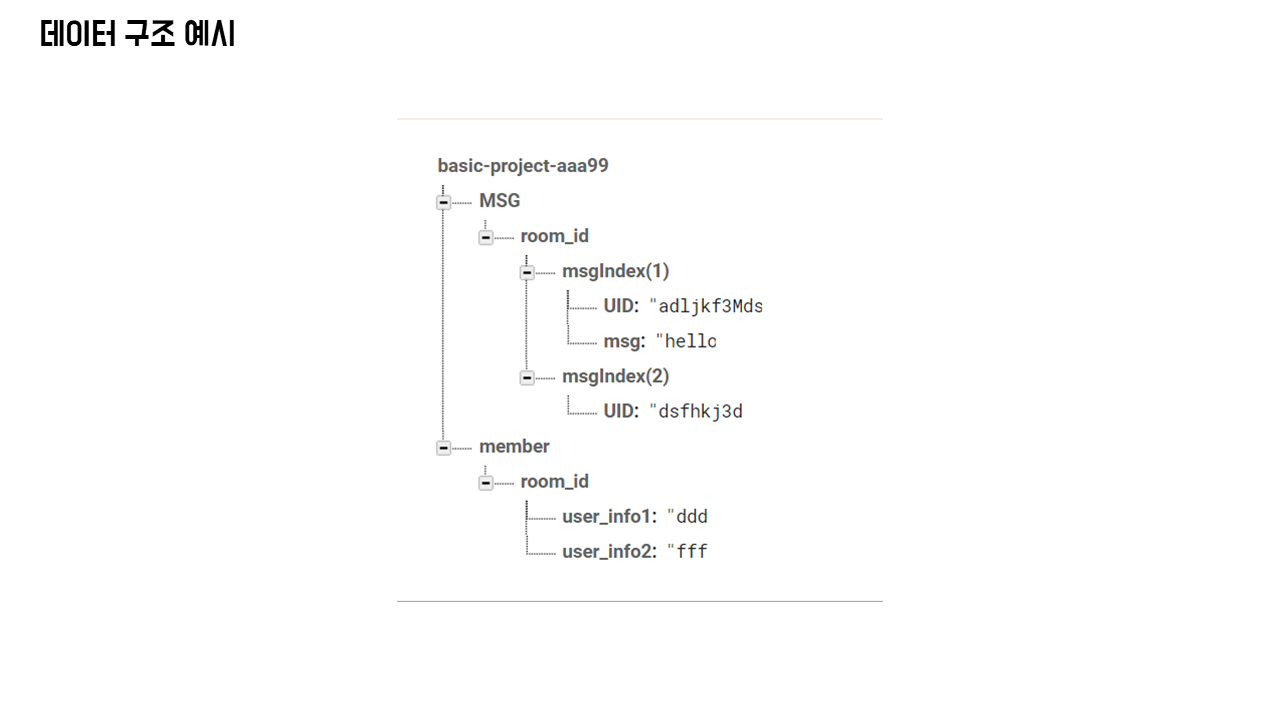 데이터 구조 예시
basic-project-aaa99
MSG
room_id
msgIndex(1)
UID: "adljkf3Mds
msg: "hello
msgIndex(2)
UID: "dsfhkj3d
member
room_id
user_info1: "ddd
user_info2: "fff